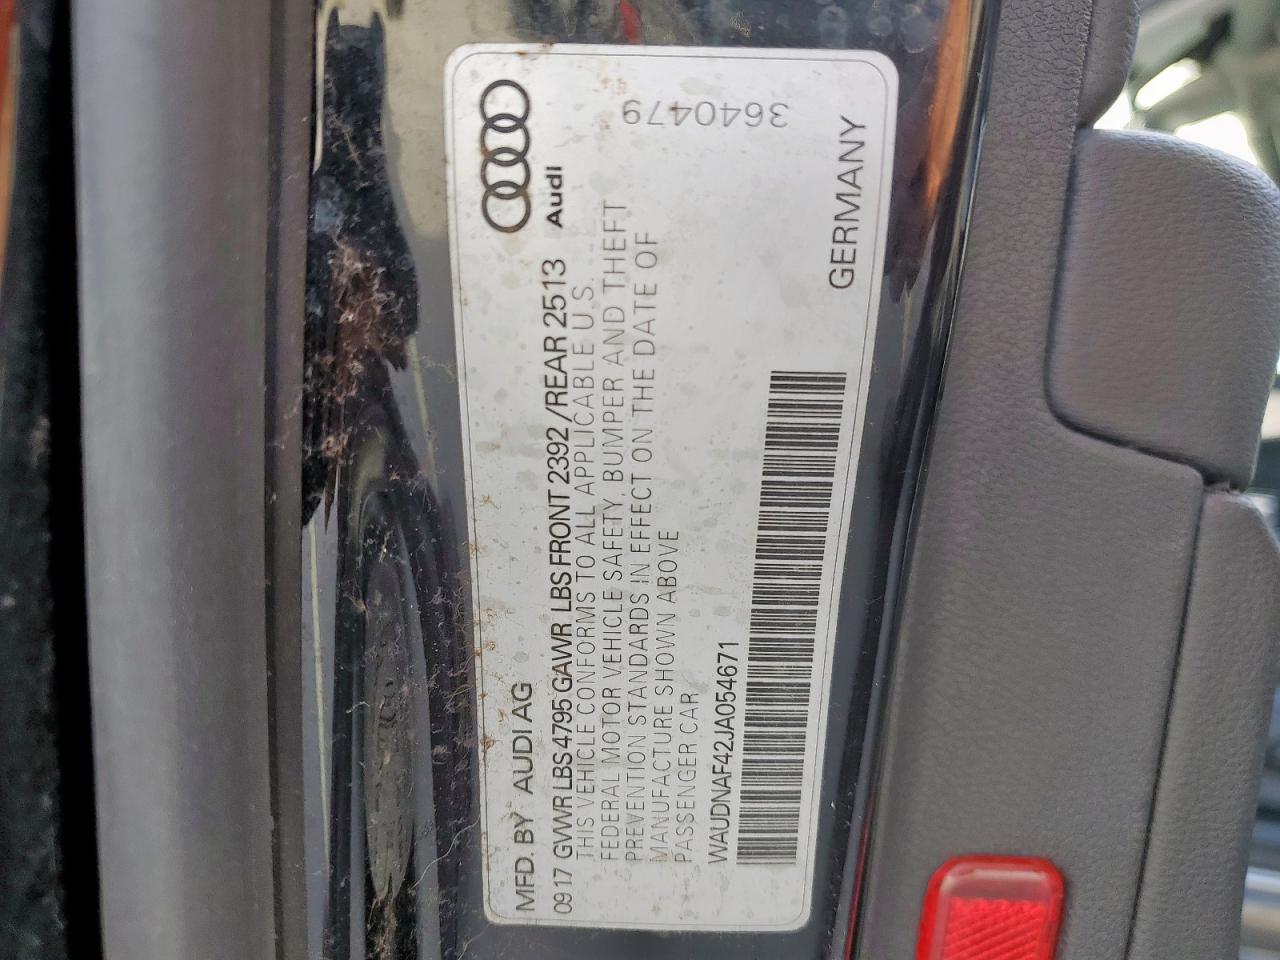 MFD. BY AUDI AG
0917 GVWR LBS 4795 GAWR LBS FRONT 2392 /REAR 2513
THIS VEHICLE CONFORMS TO ALL APPLICABLE U.S.
FEDERAL MOTOR VEHICLE SAFETY, BUMPER AND THEFT
PREVENTION STANDARDS IN EFFECT ON THE DATE OF
MANUFACTURE SHOWN ABOVE
PASSENGER CAR
WAUDNAF42JA054671
GERMANY
Audi
3640479